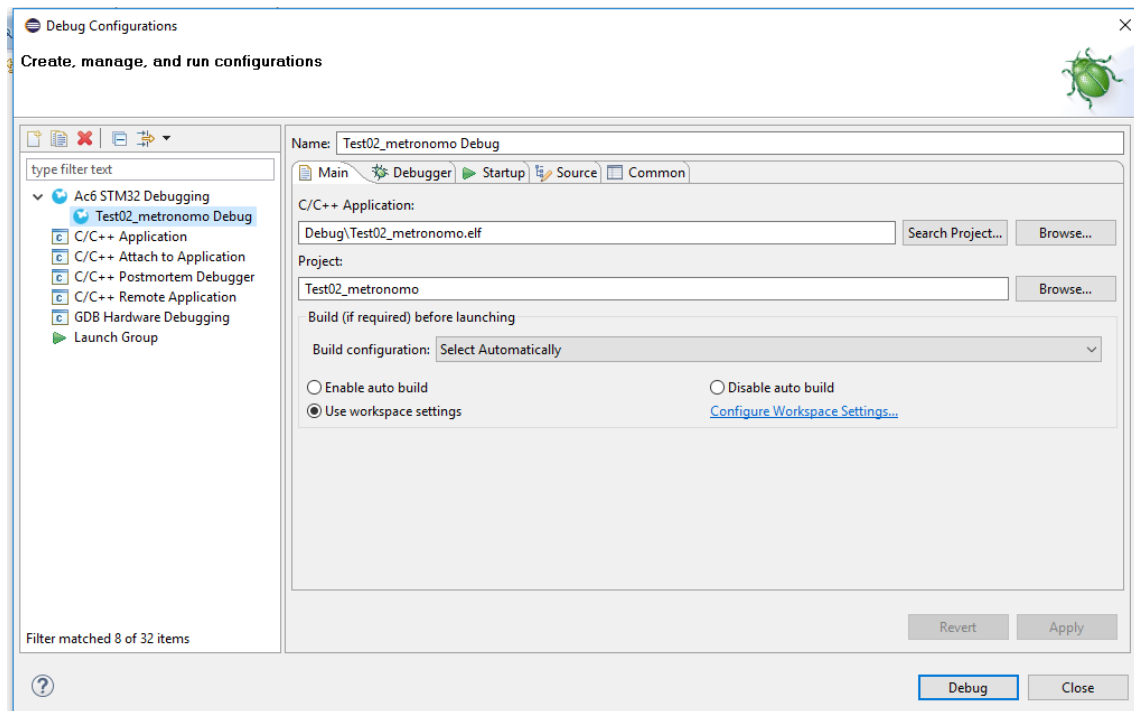 Debug Configurations
Create, manage, and run configurations
type filter text
Ac6 STM32 Debugging
Test02_metronomo Debug
C/C++ Application
C/C++ Attach to Application
C/C++ Postmortem Debugger
C/C++ Remote Application
GDB Hardware Debugging
Launch Group
Filter matched 8 of 32 items
Name: Test02_metronomo Debug
Main Debugger Startup Source Common
C/C++ Application:
Debug\Test02_metronomo.elf Search Project... Browse...
Project:
Test02_metronomo Browse...
Build (if required) before launching
Build configuration: Select Automatically
Enable auto build Disable auto build
Use workspace settings Configure Workspace Settings...
Revert Apply
? Debug Close